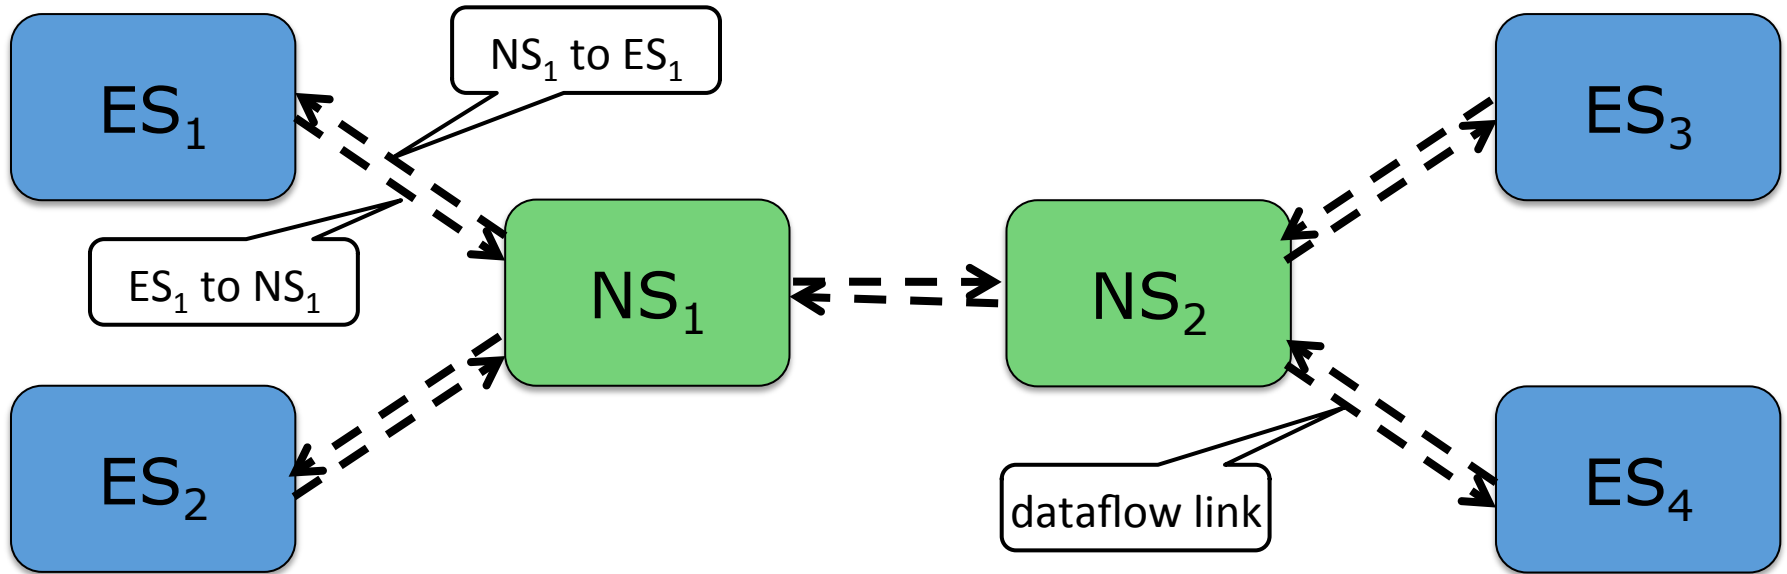 NS₁ to ES₁
ES₁
ES₃
ES₁ to NS₁
NS₁
NS₂
ES₂
dataflow link
ES₄